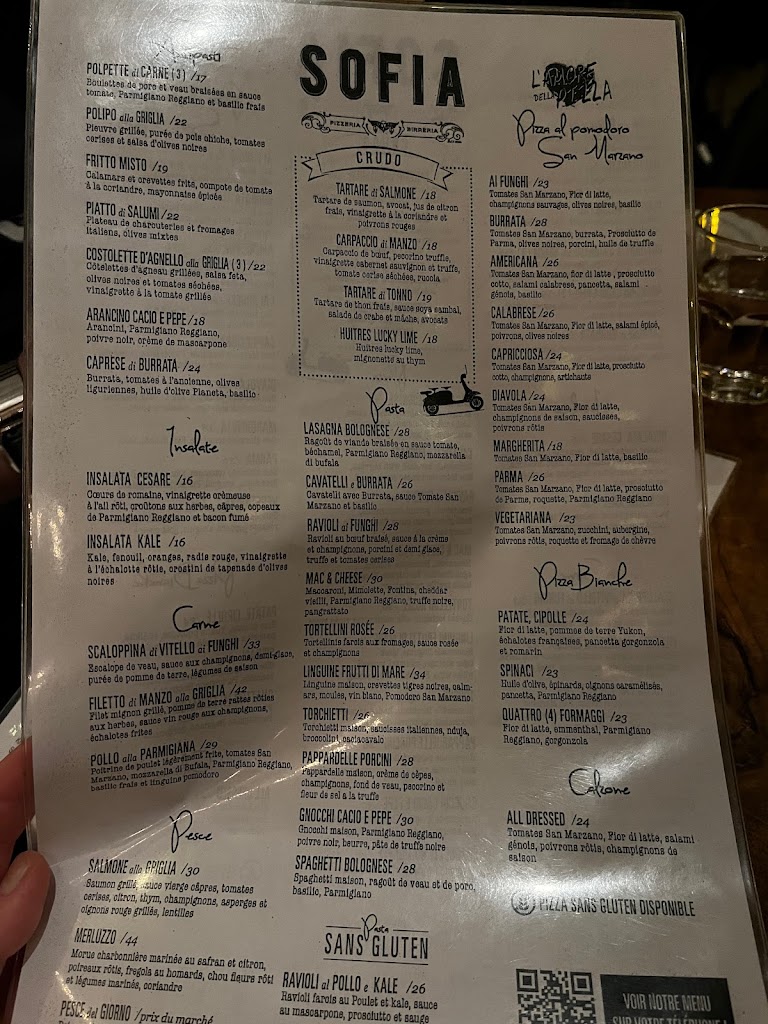 Antipasti
POLPETTE di CARNE (3) /17
Boulettes de porc et veau braisées en sauce
tomate, Parmigiano Reggiano et basilic frais
POLIPO alla GRIGLIA /22
Pieuvre grillée, purée de pois chiche, tomates
cerises et salsa d'olives noires
FRITTO MISTO /19
Calamars et crevettes frits, compote de tomate
à la coriandre, mayonnaise épicée
PIATTO di SALUMI /22
Plateau de charcuteries et fromages
italiens, olives mixtes
COSTOLETTE D'AGNELLO alla GRIGLIA (3) /22
Côtelettes d'agneau grillées, salsa feta,
olives noires et tomates séchées,
vinaigrette à la tomate grillée
ARANCINO CACIO E PEPE /18
Arancini, Parmigiano Reggiano,
poivre noir, crème de mascarpone
CAPRESE di BURRATA /24
Burrata, tomates à l'ancienne, olives
liguriennes, huile d'olive Planeta, basilic
Insalate
INSALATA CESARE /16
Cœurs de romaine, vinaigrette crèmeuse
à l'ail rôti, croûtons aux herbes, câpres, copeaux
de Parmigiano Reggiano et bacon fumé
INSALATA KALE /16
Kale, fenouil, oranges, radis rouge, vinaigrette
à l'échalotte rôtie, crostini de tapenade d'olives
noires
Carne
SCALOPPINA di VITELLO ai FUNGHI /33
Escalope de veau, sauce aux champignons, demi-glace,
purée de pomme de terre, légumes de saison
FILETTO di MANZO alla GRIGLIA /42
Filet mignon grillé, pomme de terre rattes rôties
aux herbes, sauce vin rouge aux champignons,
échalotes frites
POLLO alla PARMIGIANA /29
Poitrine de poulet légèrement frite, tomates San
Marzano, mozzarella di Bufala, Parmigiano Reggiano,
basilic frais et linguine pomodoro
Pesce
SALMONE alla GRIGLIA /30
Saumon grillé, sauce vierge câpres, tomates
cerises, citron, thym, champignons, asperges et
oignons rouge grillés, lentilles
MERLUZZO /44
Morue charbonnière marinée au safran et citron,
poireaux rôtis, fregola au homards, chou fleurs rôti
et légumes marinés, coriandre
PESCE del GIORNO /prix du marché
SOFIA
PIZZERIA BIRRERIA
CRUDO
TARTARE di SALMONE /18
Tartare de saumon, avocat, jus de citron
frais, vinaigrette à la coriandre et
poivrons rouges
CARPACCIO di MANZO /18
Carpaccio de bœuf, pecorino truffle,
vinaigrette cabernet sauvignon et truffe,
tomate cerise séchées, rucola
TARTARE di TONNO /19
Tartare de thon frais, sauce soya sambal,
salade de crabe et mâche, avocats
HUITRES LUCKY LIME /18
Huitres lucky lime,
mignonette au thym
Pasta
LASAGNA BOLOGNESE /28
Ragoût de viande braisée en sauce tomate,
béchamel, Parmigiano Reggiano, mozzarella
di bufala
CAVATELLI e BURRATA /26
Cavatelli avec Burrata, sauce Tomate San
Marzano et basilic
RAVIOLI ai FUNGHI /28
Ravioli au bœuf braisé, sauce à la crème
et champignons, porcini et demi glace,
truffe et tomates cerises
MAC & CHEESE /30
Maccaroni, Mimolette, Fontina, cheddar
vieilli, Parmigiano Reggiano, truffe noire,
pangrattato
TORTELLINI ROSÉE /26
Tortellinis farcis aux fromages, sauce rosée
et champignons
LINGUINE FRUTTI DI MARE /34
Linguine maison, crevettes tigres noires, calm-
ars, moules, vin blanc, Pomodoro San Marzano
TORCHIETTI /26
Torchietti maison, saucisses italiennes, nduja,
broccolini, caciacavalo
PAPPARDELLE PORCINI /28
Pappardelle maison, crème de cèpes,
champignons, fond de veau, pecorino et
fleur de sel a la truffe
GNOCCHI CACIO E PEPE /30
Gnocchi maison, Parmigiano Reggiano,
poivre noir, beurre, pâte de truffe noire
SPAGHETTI BOLOGNESE /28
Spaghetti maison, ragoût de veau et de porc,
basilic, Parmigiano
Pasta
SANS GLUTEN
RAVIOLI al POLLO e KALE /26
Ravioli farcis au Poulet et kale, sauce
au mascarpone, prosciutto et sauge
L'AMORE
DELLA PIZZA
Pizza al pomodoro
San Marzano
AI FUNGHI /23
Tomates San Marzano, Fior di latte,
champignons sauvages, olives noires, basilic
BURRATA /28
Tomates San Marzano, burrata, Prosciutto de
Parma, olives noires, porcini, huile de truffe
AMERICANA /26
Tomates San Marzano, fior di latte , prosciutto
cotto, salami calabrese, pancetta, salami
génois, basilic
CALABRESE /26
Tomates San Marzano, Fior di latte, salami épicé,
poivrons, olives noires
CAPRICCIOSA /24
Tomates San Marzano, Fior di latte, prosciutto
cotto, champignons, artichauts
DIAVOLA /24
Tomates San Marzano, Fior di latte,
champignons de saison, saucisses,
poivrons rôtis
MARGHERITA /18
Tomates San Marzano, Fior di latte, basilic
PARMA /26
Tomates San Marzano, Fior di latte, prosciutto
de Parme, roquette, Parmigiano Reggiano
VEGETARIANA /23
Tomates San Marzano, zucchini, aubergine,
poivrons rôtis, roquette et fromage de chèvre
Pizza Bianche
PATATE, CIPOLLE /24
Fior di latte, pommes de terre Yukon,
échalotes françaises, pancetta gorgonzola
et romarin
SPINACI /23
Huile d'olive, épinards, oignons caramélisés,
pancetta, Parmigiano Reggiano
QUATTRO (4) FORMAGGI /23
Fior di latte, emmenthal, Parmigiano
Reggiano, gorgonzola
Calzone
ALL DRESSED /24
Tomates San Marzano, Fior di latte, salami
génois, poivrons rôtis, champignons de
saison
PIZZA SANS GLUTEN DISPONIBLE
VOIR NOTRE MENU
SUR VOTRE TÉLÉPHONE !